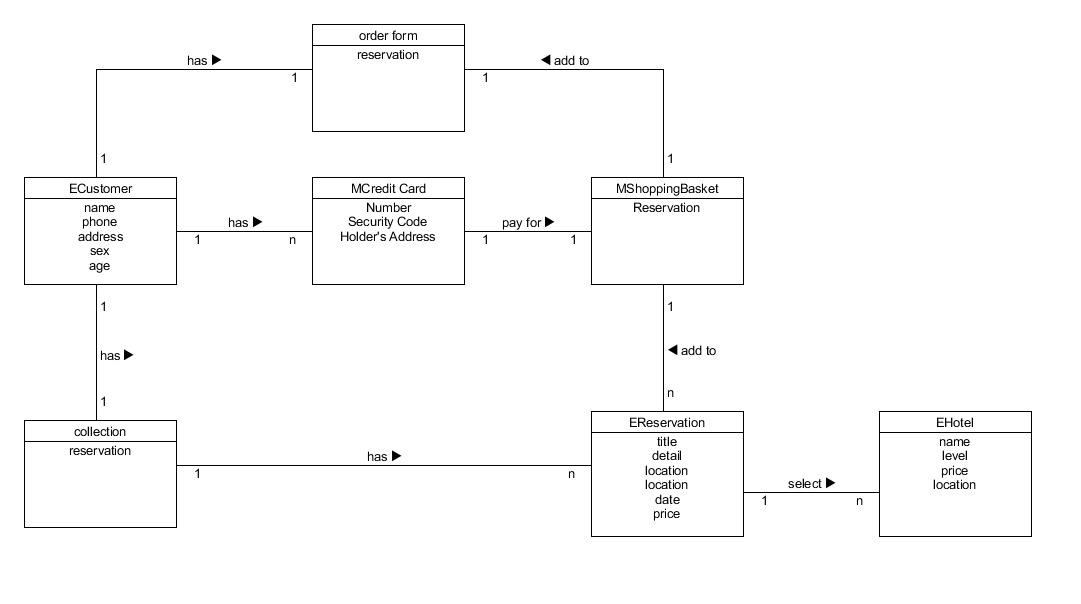 order form
reservation
has ▶
◀ add to
1
1
1
1
ECustomer
name
phone
address
sex
age
MCredit Card
Number
Security Code
Holder's Address
MShoppingBasket
Reservation
has ▶
1
n
pay for ▶
1
1
1
has ▶
1
1
◀ add to
n
collection
reservation
has ▶
1
n
EReservation
title
detail
location
location
date
price
select ▶
1
n
EHotel
name
level
price
location